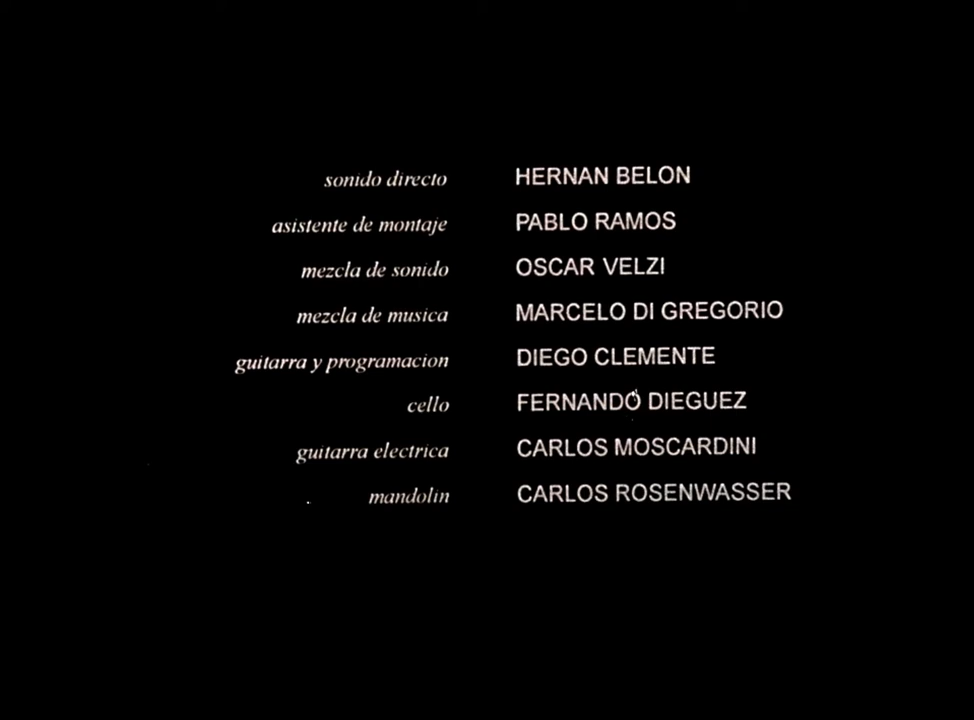 sonido directo HERNAN BELON
asistente de montaje PABLO RAMOS
mezcla de sonido OSCAR VELZI
mezcla de musica MARCELO DI GREGORIO
guitarra y programacion DIEGO CLEMENTE
cello FERNANDO DIEGUEZ
guitarra electrica CARLOS MOSCARDINI
mandolin CARLOS ROSENWASSER